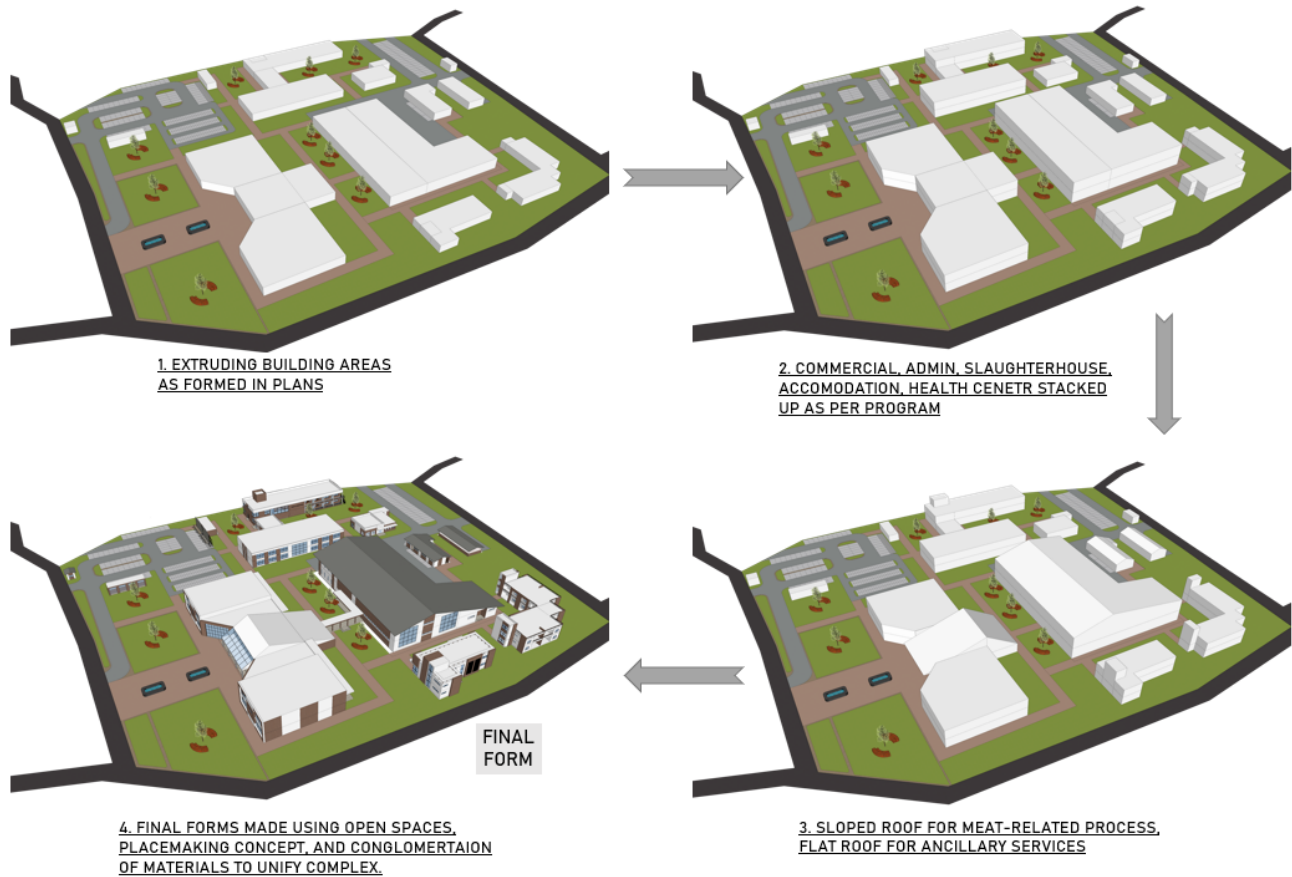 1. EXTRUDING BUILDING AREAS
AS FORMED IN PLANS
2. COMMERCIAL, ADMIN, SLAUGHTERHOUSE,
ACCOMODATION, HEALTH CENETR STACKED
UP AS PER PROGRAM
3. SLOPED ROOF FOR MEAT-RELATED PROCESS,
FLAT ROOF FOR ANCILLARY SERVICES
FINAL
FORM
4. FINAL FORMS MADE USING OPEN SPACES,
PLACEMAKING CONCEPT, AND CONGLOMERTAION
OF MATERIALS TO UNIFY COMPLEX.